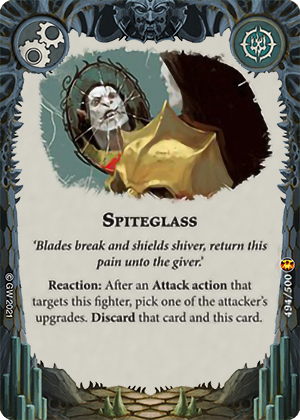 SPITEGLASS
'Blades break and shields shiver, return this
pain unto the giver.'
Reaction: After an Attack action that
targets this fighter, pick one of the attacker's
upgrades. Discard that card and this card.
© GW 2021
494/500